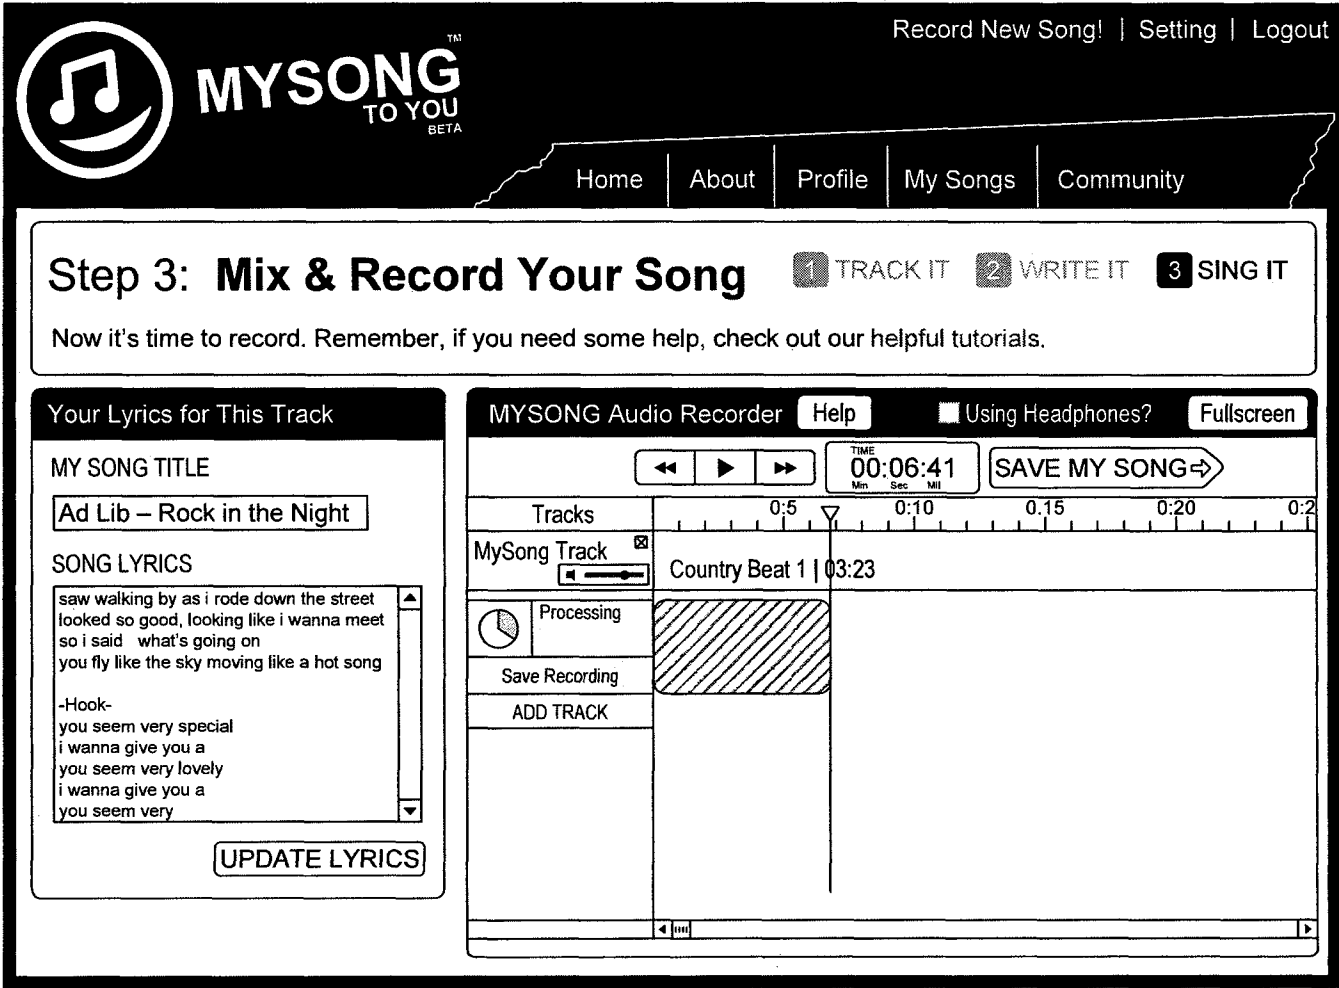 Record New Song! | Setting | Logout
MYSONG™
TO YOU
BETA
Home
About
Profile
My Songs
Community
Step 3: Mix & Record Your Song
1 TRACK IT
2 WRITE IT
3 SING IT
Now it's time to record. Remember, if you need some help, check out our helpful tutorials.
Your Lyrics for This Track
MY SONG TITLE
Ad Lib – Rock in the Night
SONG LYRICS
saw walking by as i rode down the street
looked so good, looking like i wanna meet
so i said what's going on
you fly like the sky moving like a hot song
-Hook-
you seem very special
i wanna give you a
you seem very lovely
i wanna give you a
you seem very
UPDATE LYRICS
MYSONG Audio Recorder
Help
Using Headphones?
Fullscreen
TIME
00:06:41
Min Sec Mil
SAVE MY SONG
Tracks
0:5 0:10 0.15 0:20 0:2
MySong Track
Country Beat 1 | 03:23
Processing
Save Recording
ADD TRACK